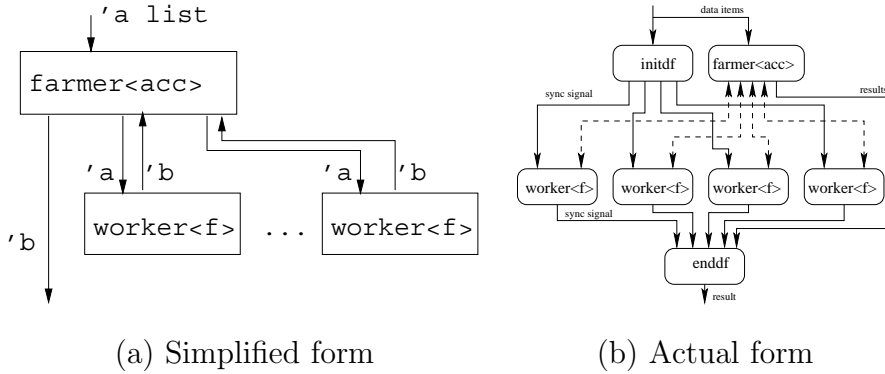 'a list
farmer<acc>
'a 'b 'a 'b
worker<f> ... worker<f>
'b
(a) Simplified form
data items
initdf farmer<acc>
sync signal results
worker<f> worker<f> worker<f> worker<f>
sync signal
enddf
result
(b) Actual form